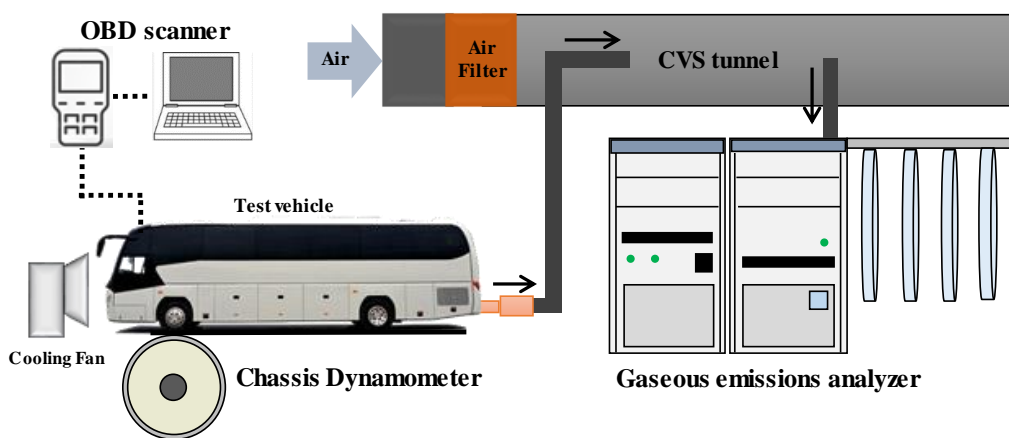 OBD scanner
Air
Air
Filter
CVS tunnel
Test vehicle
Cooling Fan
Chassis Dynamometer
Gaseous emissions analyzer